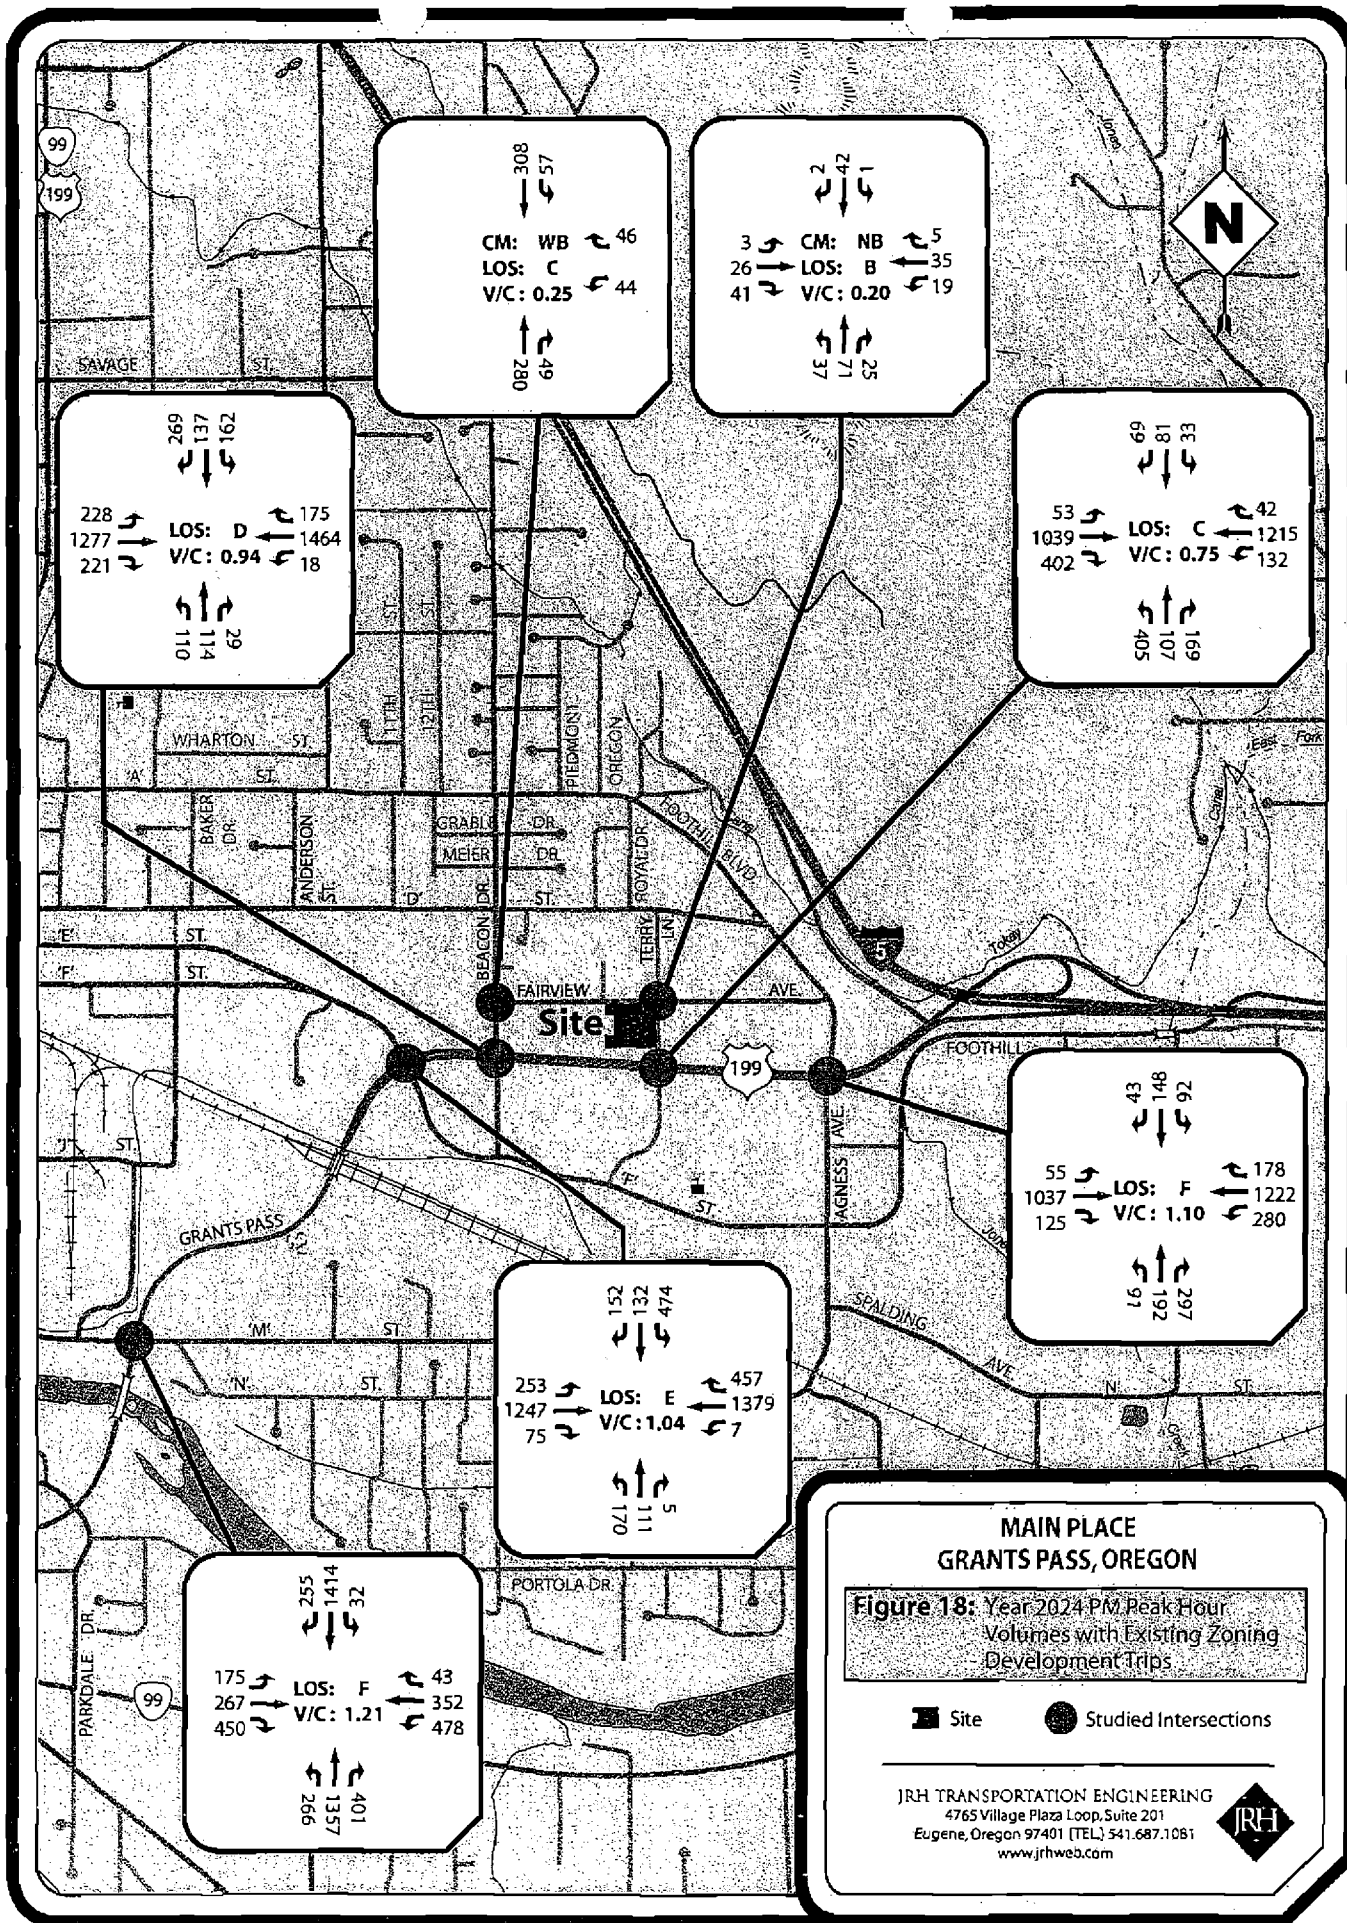 99
199
N
Jones
308 57
CM: WB 46
LOS: C
V/C: 0.25 44
280 49
2 42 1
3 CM: NB 5
26 LOS: B 35
41 V/C: 0.20 19
37 71 25
SAVAGE ST.
269 137 162
228 175
1277 LOS: D 1464
221 V/C: 0.94 18
110 114 29
69 81 33
53 42
1039 LOS: C 1215
402 V/C: 0.75 132
405 107 169
11TH ST.
12TH ST.
PIEDMONT
OREGON
WHARTON ST.
'A' ST.
East Fork
Canal
BAKER DR.
ANDERSON ST.
GRABLE DR.
MEIER DR.
ROYAL DR.
FOOTHILL BLVD
'D' ST.
'E' ST.
'F' ST.
BEACON DR.
TERRY LN.
Tokay
5
FAIRVIEW AVE.
Site
199
FOOTHILL
'J' ST.
'F' ST.
AGNESS AVE.
43 148 92
55 178
1037 LOS: F 1222
125 V/C: 1.10 280
91 192 297
GRANTS PASS
SPALDING AVE.
'M' ST.
'N' ST.
'N' ST.
152 132 474
253 457
1247 LOS: E 1379
75 V/C: 1.04 7
170 111 5
PORTOLA DR.
PARKDALE DR.
99
255 1414 32
175 43
267 LOS: F 352
450 V/C: 1.21 478
266 1357 401
MAIN PLACE
GRANTS PASS, OREGON
Figure 18: Year 2024 PM Peak Hour
Volumes with Existing Zoning
Development Trips
Site Studied Intersections
JRH TRANSPORTATION ENGINEERING
4765 Village Plaza Loop, Suite 201
Eugene, Oregon 97401 [TEL.] 541.687.1081
www.jrhweb.com
JRH